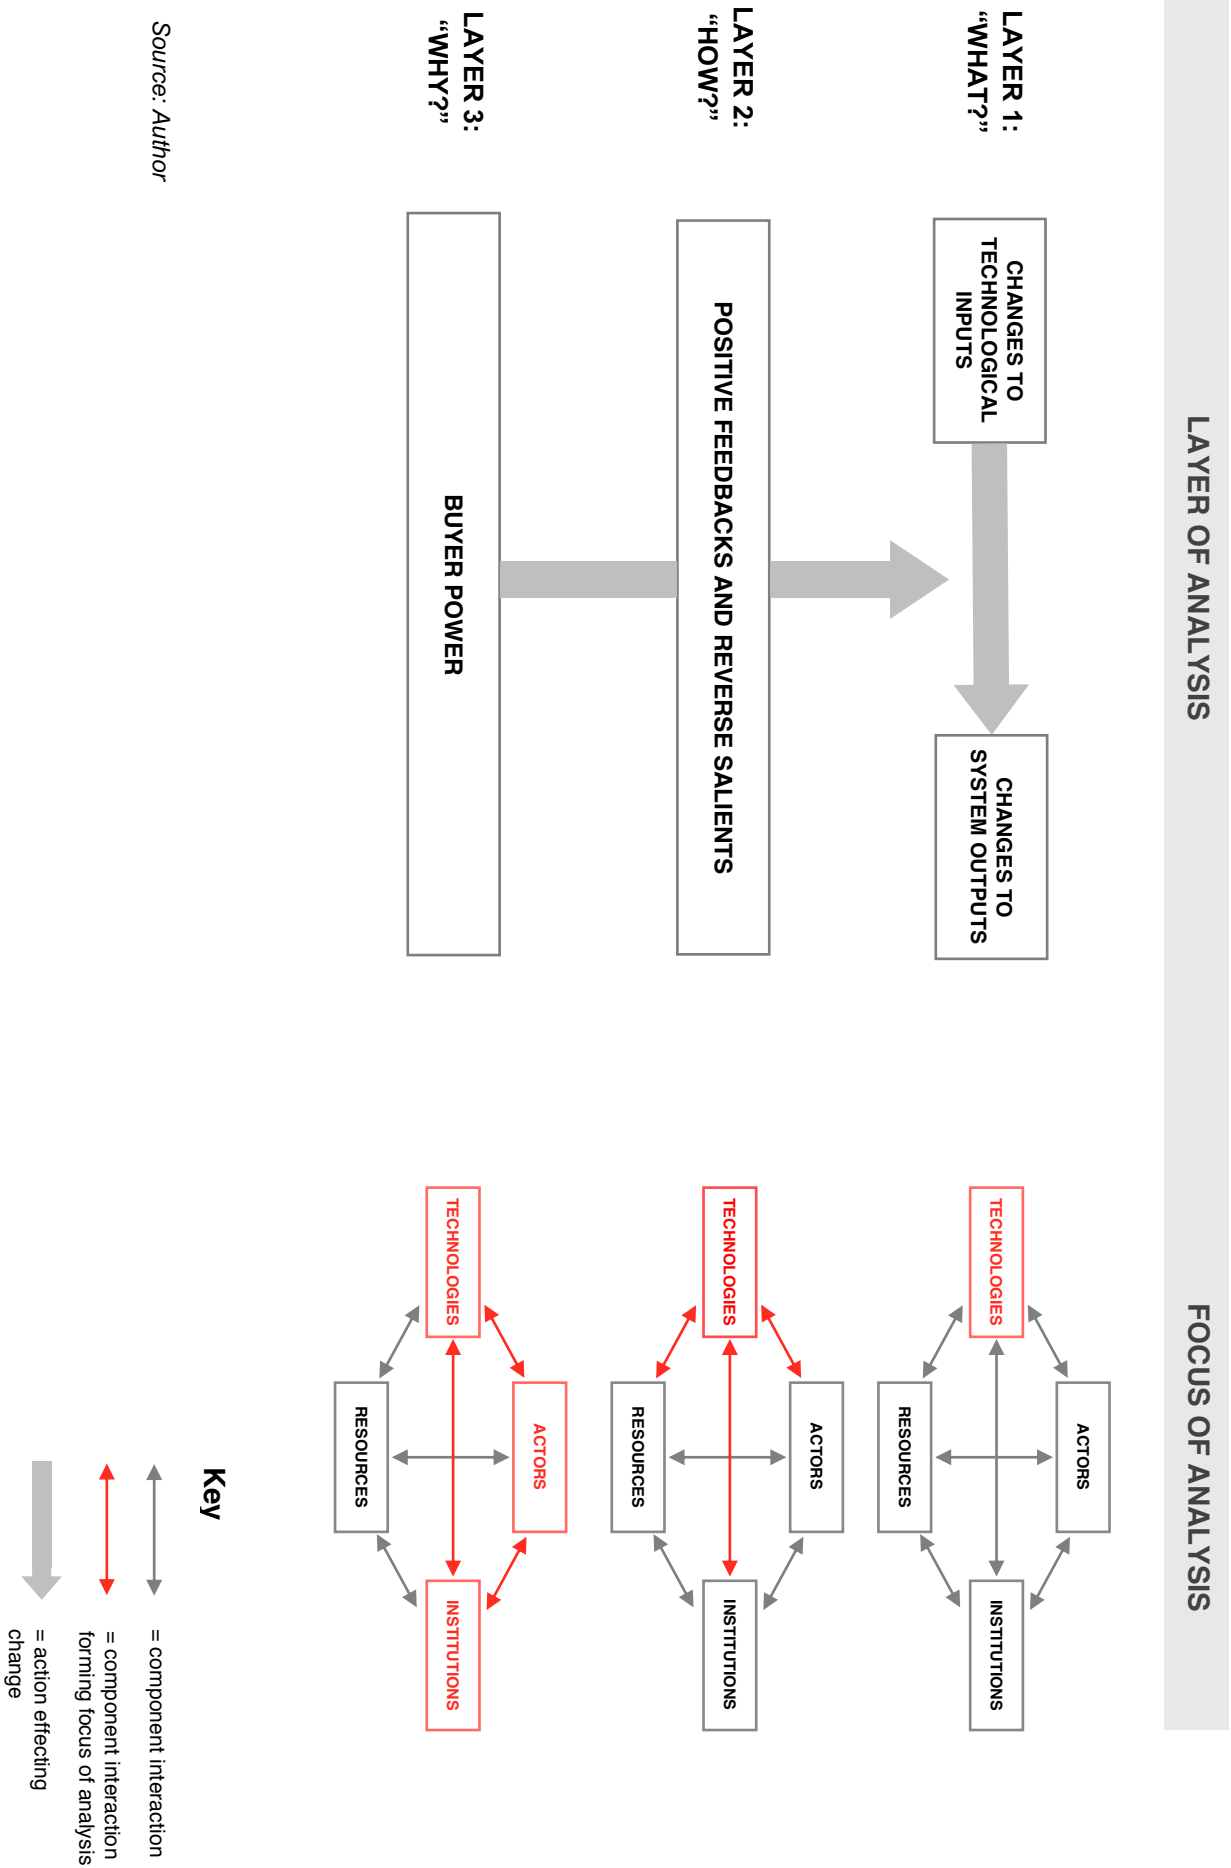 LAYER OF ANALYSIS
FOCUS OF ANALYSIS
LAYER 1:
“WHAT?”
CHANGES TO
TECHNOLOGICAL
INPUTS
CHANGES TO
SYSTEM OUTPUTS
TECHNOLOGIES
ACTORS
RESOURCES
INSTITUTIONS
LAYER 2:
“HOW?”
POSITIVE FEEDBACKS AND REVERSE SALIENTS
TECHNOLOGIES
ACTORS
RESOURCES
INSTITUTIONS
LAYER 3:
“WHY?”
BUYER POWER
TECHNOLOGIES
ACTORS
RESOURCES
INSTITUTIONS
Key
= component interaction
= component interaction
forming focus of analysis
= action effecting
change
Source: Author